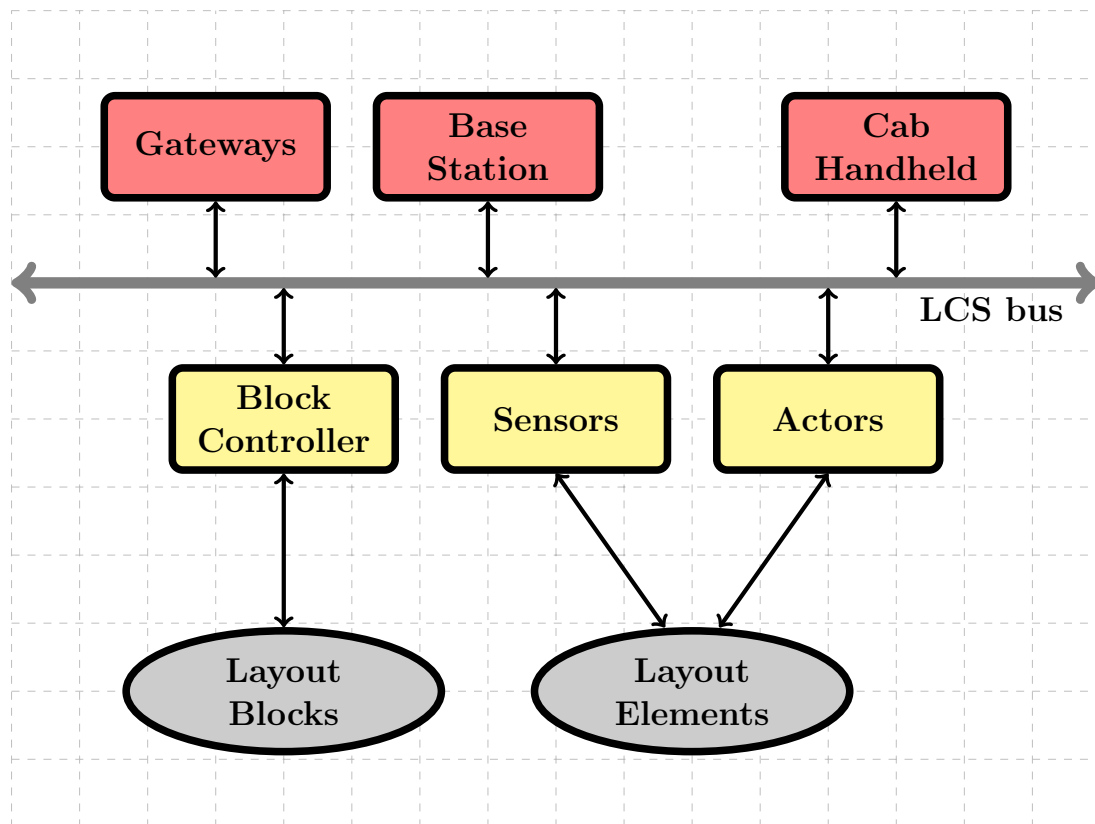 Gateways
Base
Station
Cab
Handheld
LCS bus
Block
Controller
Sensors
Actors
Layout
Blocks
Layout
Elements